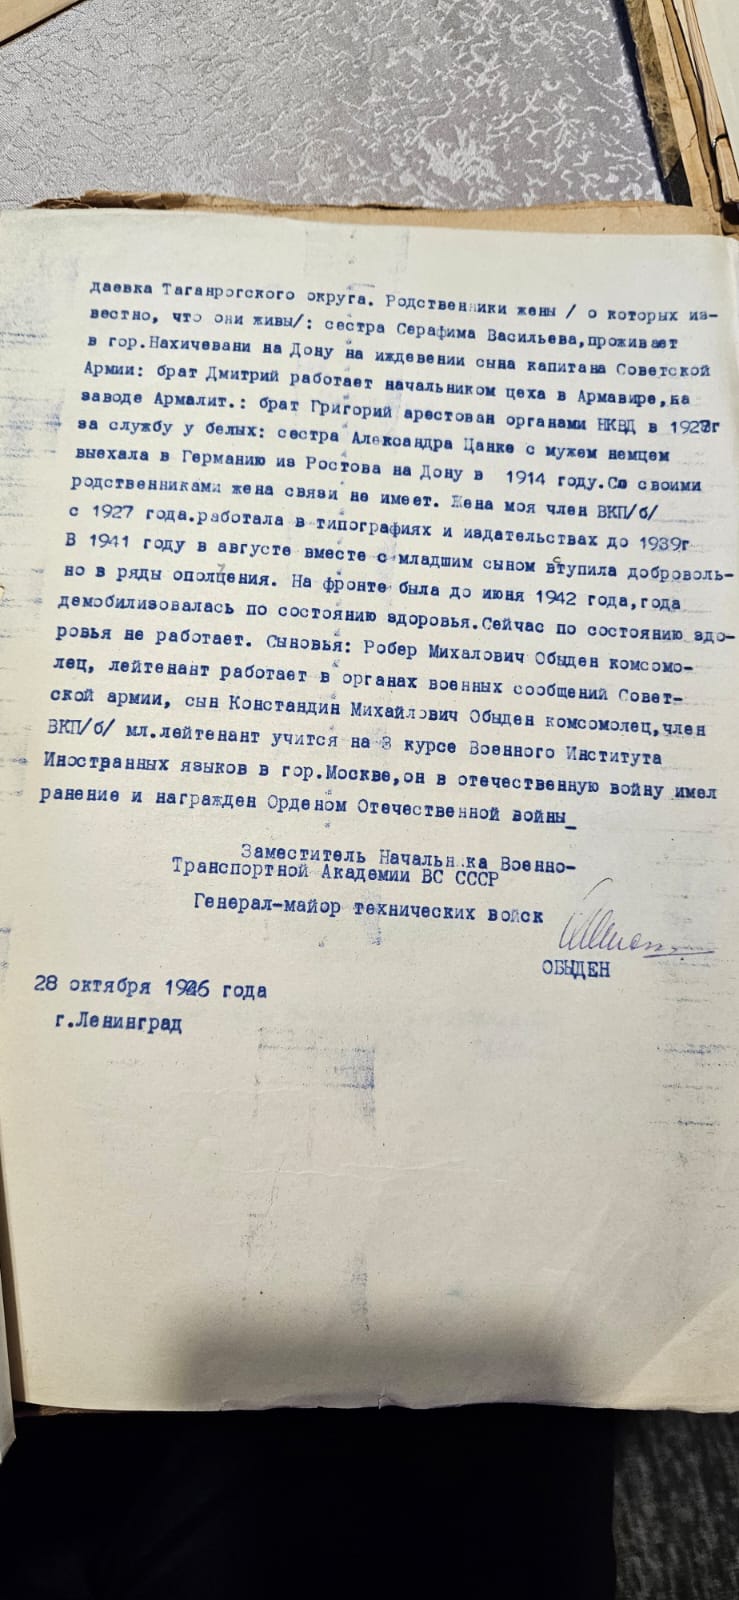 даевка Таганрогского округа. Родственники жены / о которых из-
вестно, что они живы/: сестра Серафима Васильева,проживает
в гор.Нахичевани на Дону на иждевении сына капитана Советской
Армии: брат Дмитрий работает начальником цеха в Армавире,на
заводе Армалит.: брат Григорий арестован органами НКВД в 1927г
за службу у белых: сестра Александра Цанке с мужем немцем
выехала в Германию из Ростова на Дону в 1914 году.Со своими
родственниками жена связи не имеет. Жена моя член ВКП/б/
с 1927 года.работала в типографиях и издательствах до 1939г
В 1941 году в августе вместе с младшим сыном вступила доброволь-
но в ряды ополцения. На фронте была до июня 1942 года,года
демобилизовалась по состоянию здоровья.Сейчас по состоянию здо-
ровья не работает. Сыновья: Робер Михалович Обыден комсомо-
лец, лейтенант работает в органах военных сообщений Совет-
ской армии, сын Констандин Михайлович Обыден комсомолец,член
ВКП/б/ мл.лейтенант учится на 3 курсе Военного Института
Иностранных языков в гор.Москве,он в отечественную войну имел
ранение и награжден Орденом Отечественной войны_
Заместитель Начальника Военно-
Транспортной Академии ВС СССР
Генерал-майор технических войск
ОБЫДЕН
28 октября 1946 года
г.Ленинград